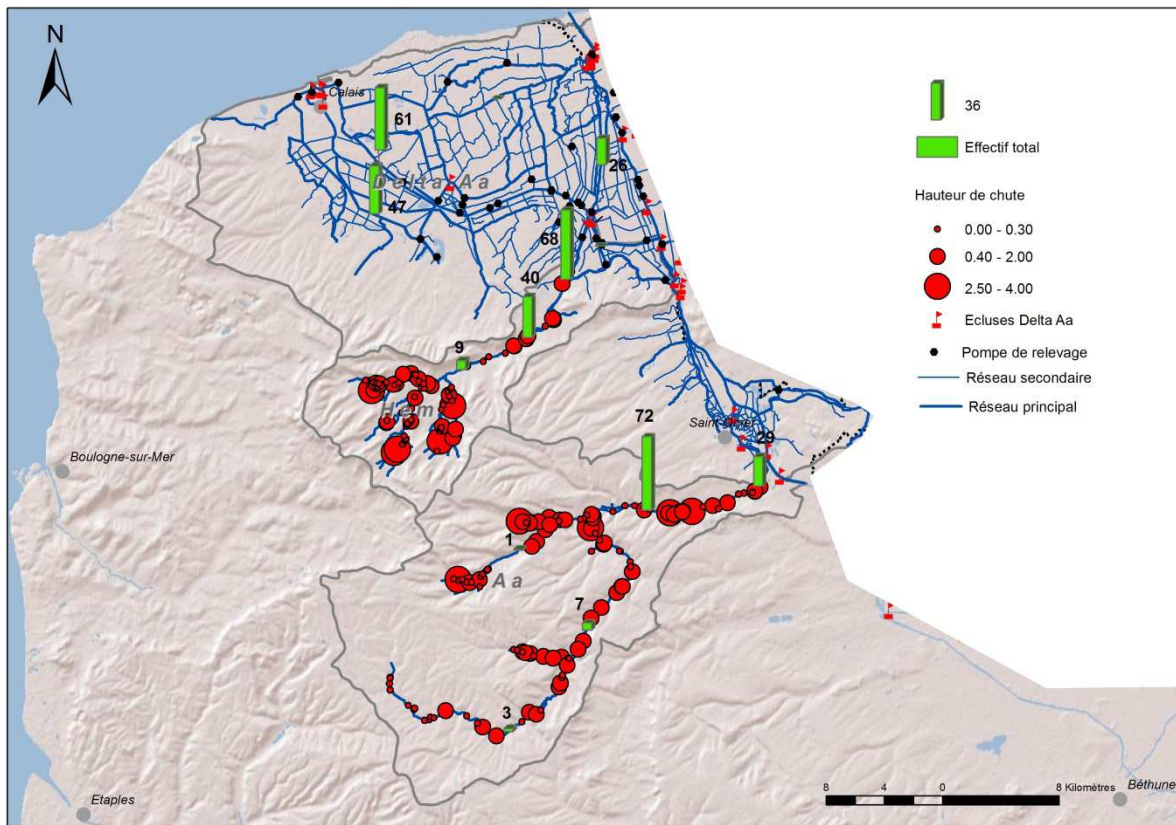 N
Calais
61
Delta Aa
47
26
68
40
9
Hem
72
Saint-Omer
29
1
Aa
7
3
Boulogne-sur-Mer
Etaples
Béthune
36
Effectif total
Hauteur de chute
0.00 - 0.30
0.40 - 2.00
2.50 - 4.00
Ecluses Delta Aa
Pompe de relevage
Réseau secondaire
Réseau principal
8 0 8 Kilomètres